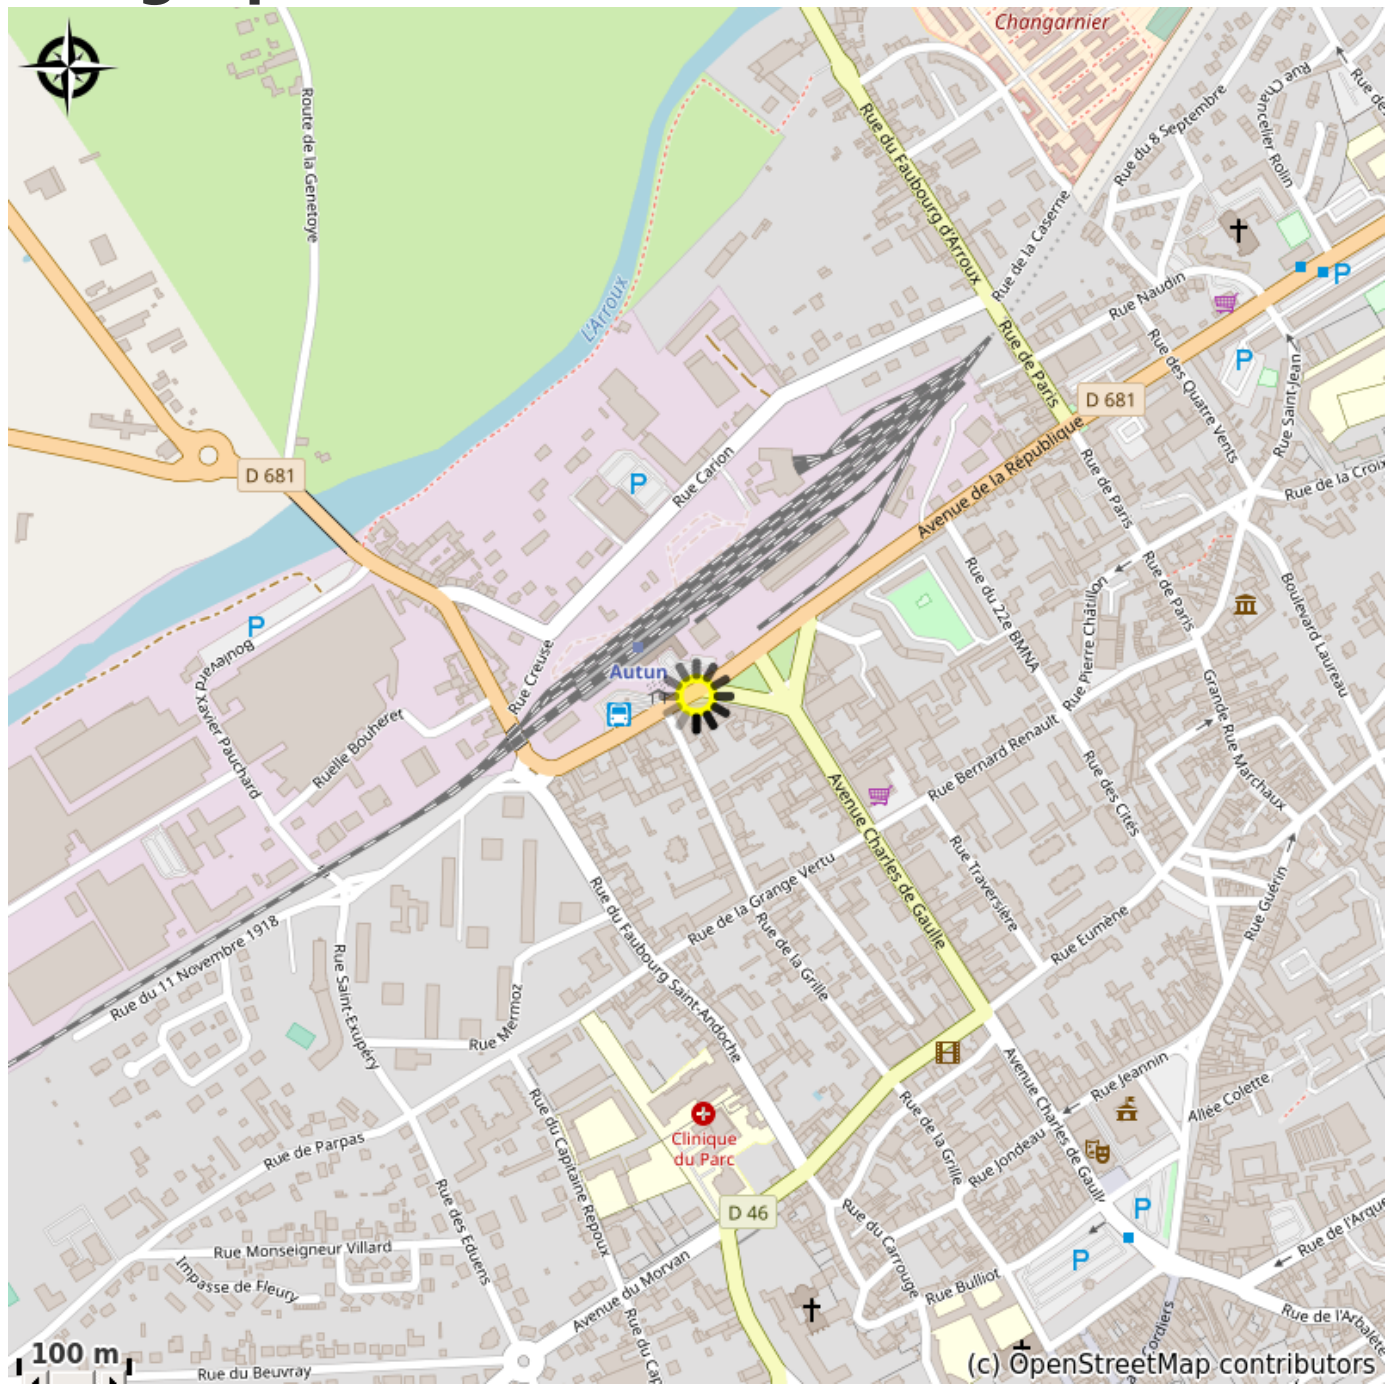 Changarnier
Rue Chancelier Rolin
Rue des
Rue du 8 Septembre
Route de la Genetoye
Rue du Faubourg d'Arroux
Rue de la Caserne
L'Arroux
Rue Naudin
P
Rue de Paris
Rue des Quatre Vents
P
Rue Saint-Jean
D 681
Avenue de la République
D 681
Rue Carion
P
Rue de Paris
Rue de la Croix
Rue du 22e BMNA
Rue Pierre Châtillon
Rue de Paris
Boulevard Laureau
P
Boulevard Xavier Pauchard
Rue Creuse
Autun
Ruelle Bouheret
Grande Rue Marchaux
Rue Bernard Renault
Rue des Cités
Avenue Charles de Gaulle
Rue Traversière
Rue de la Grange Vertu
Rue Guérin
Rue Eumène
Rue du Faubourg Saint-Andoche
Rue de la Grille
Rue du 11 Novembre 1918
Rue Saint-Exupéry
Rue Mermoz
Rue Jeannin
Allée Colette
Avenue Charles de Gaulle
Rue de la Grille
Rue Jondeau
Clinique
du Parc
Rue du Capitaine Repoux
Rue de Parpas
Rue des Eduens
D 46
P
P
Rue du Carrouge
Rue de l'Arque
Rue Monseigneur Villard
Impasse de Fleury
Avenue du Morvan
Rue Bulliot
Rue de l'Arbalète
Cordiers
Rue du Cap
100 m
Rue du Beuvray
(c) OpenStreetMap contributors